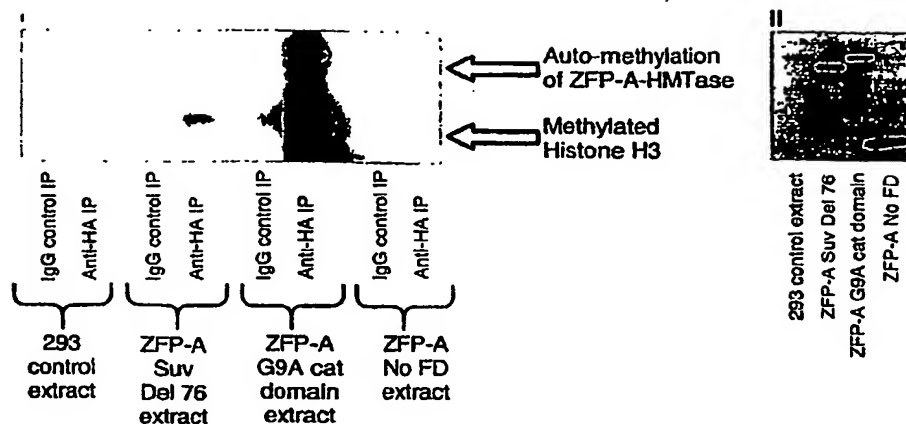 I
II
Auto-methylation
of ZFP-A-HMTase
Methylated
Histone H3
IgG control IP
Anti-HA IP
IgG control IP
Anti-HA IP
IgG control IP
Anti-HA IP
IgG control IP
Anti-HA IP
293
control
extract
ZFP-A
Suv
Del 76
extract
ZFP-A
G9A cat
domain
extract
ZFP-A
No FD
extract
293 control extract
ZFP-A Suv Del 76
ZFP-A G9A cat domain
ZFP-A No FD